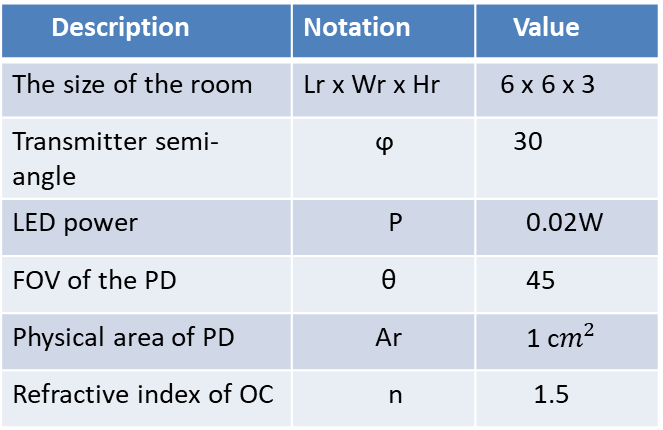 Description Notation Value
The size of the room Lr x Wr x Hr 6 x 6 x 3
Transmitter semi- φ 30
angle
LED power P 0.02W
FOV of the PD θ 45
Physical area of PD Ar 1 cm²
Refractive index of OC n 1.5